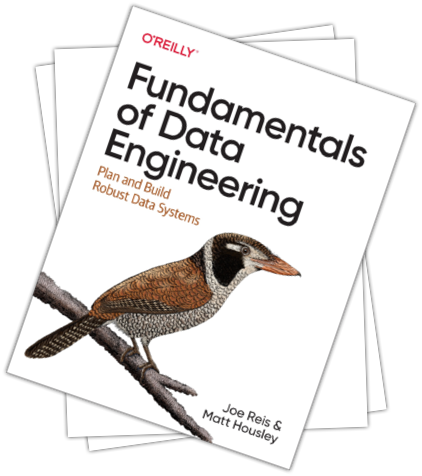 O'REILLY®
Fundamentals
of Data
Engineering
Plan and Build
Robust Data Systems
Joe Reis &
Matt Housley